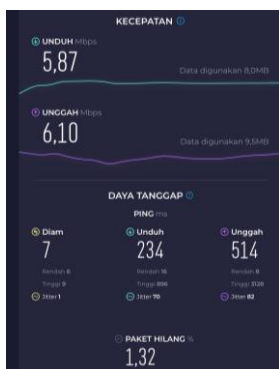 KECEPATAN
UNDUH Mbps
5,87
Data digunakan 8,0MB
UNGGAH Mbps
6,10
Data digunakan 9,5MB
DAYA TANGGAP
PING ms
Diam Unduh Unggah
7 234 514
Rendah 6 Rendah 16 Rendah 8
Tinggi 9 Tinggi 896 Tinggi 3128
Jitter 1 Jitter 70 Jitter 82
PAKET HILANG %
1,32